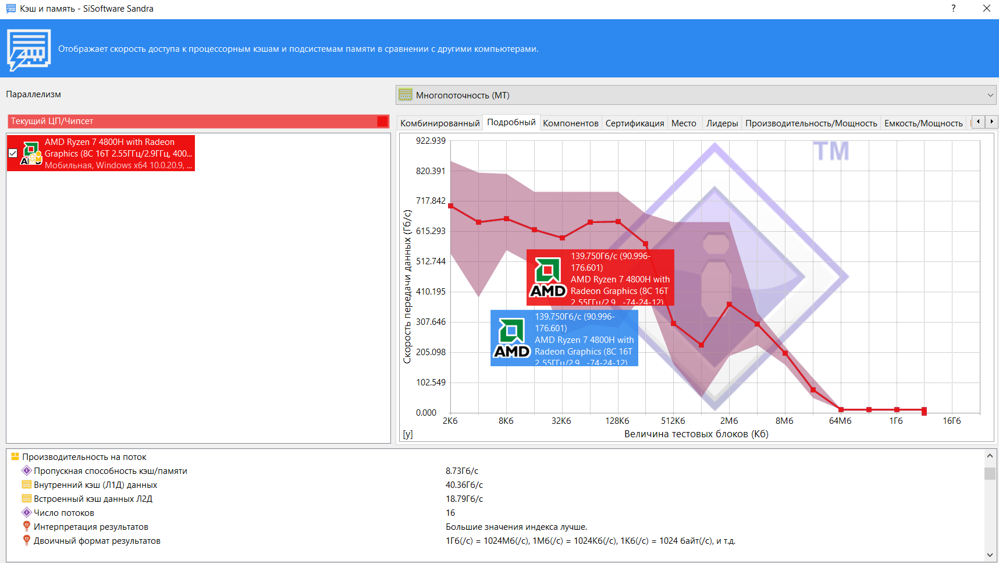 Кэш и память - SiSoftware Sandra
?
Отображает скорость доступа к процессорным кэшам и подсистемам памяти в сравнении с другими компьютерами.
Параллелизм
Многопоточность (МТ)
Текущий ЦП/Чипсет
Комбинированный
Подробный
Компонентов
Сертификация
Место
Лидеры
Производительность/Мощность
Емкость/Мощность
AMD
AMD Ryzen 7 4800H with Radeon
Graphics (8C 16T 2.55ГГц/2.9ГГц, 400...
Мобильная, Windows x64 10.0.20.9, ...
TM
Скорость передачи данных (Гб/с)
922.939
820.391
717.842
615.293
512.744
410.195
307.646
205.098
102.549
0.000
AMD
139.750Гб/с (90.996-
176.601)
AMD Ryzen 7 4800H with
Radeon Graphics (8C 16T
2.55ГГц/2.9...-74-24-12)
AMD
139.750Гб/с (90.996-
176.601)
AMD Ryzen 7 4800H with
Radeon Graphics (8C 16T
2.55ГГц/2.9...-74-24-12)
2Кб 8Кб 32Кб 128Кб 512Кб 2Мб 8Мб 64Мб 1Гб 16Гб
[y]
Величина тестовых блоков (Кб)
Производительность на поток
Пропускная способность кэш/памяти 8.73Гб/с
Внутренний кэш (Л1Д) данных 40.36Гб/с
Встроенный кэш данных Л2Д 18.79Гб/с
Число потоков 16
Интерпретация результатов Большие значения индекса лучше.
Двоичный формат результатов 1Гб(/с) = 1024Мб(/с), 1Мб(/с) = 1024Кб(/с), 1Кб(/с) = 1024 байт(/с), и т.д.